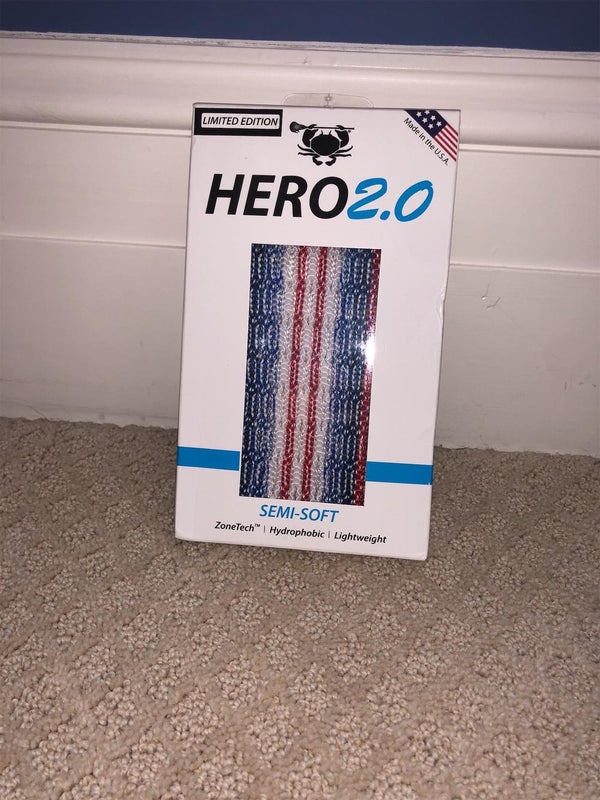 LIMITED EDITION
Made in the U.S.A.
HERO2.0
SEMI-SOFT
ZoneTech™ | Hydrophobic | Lightweight